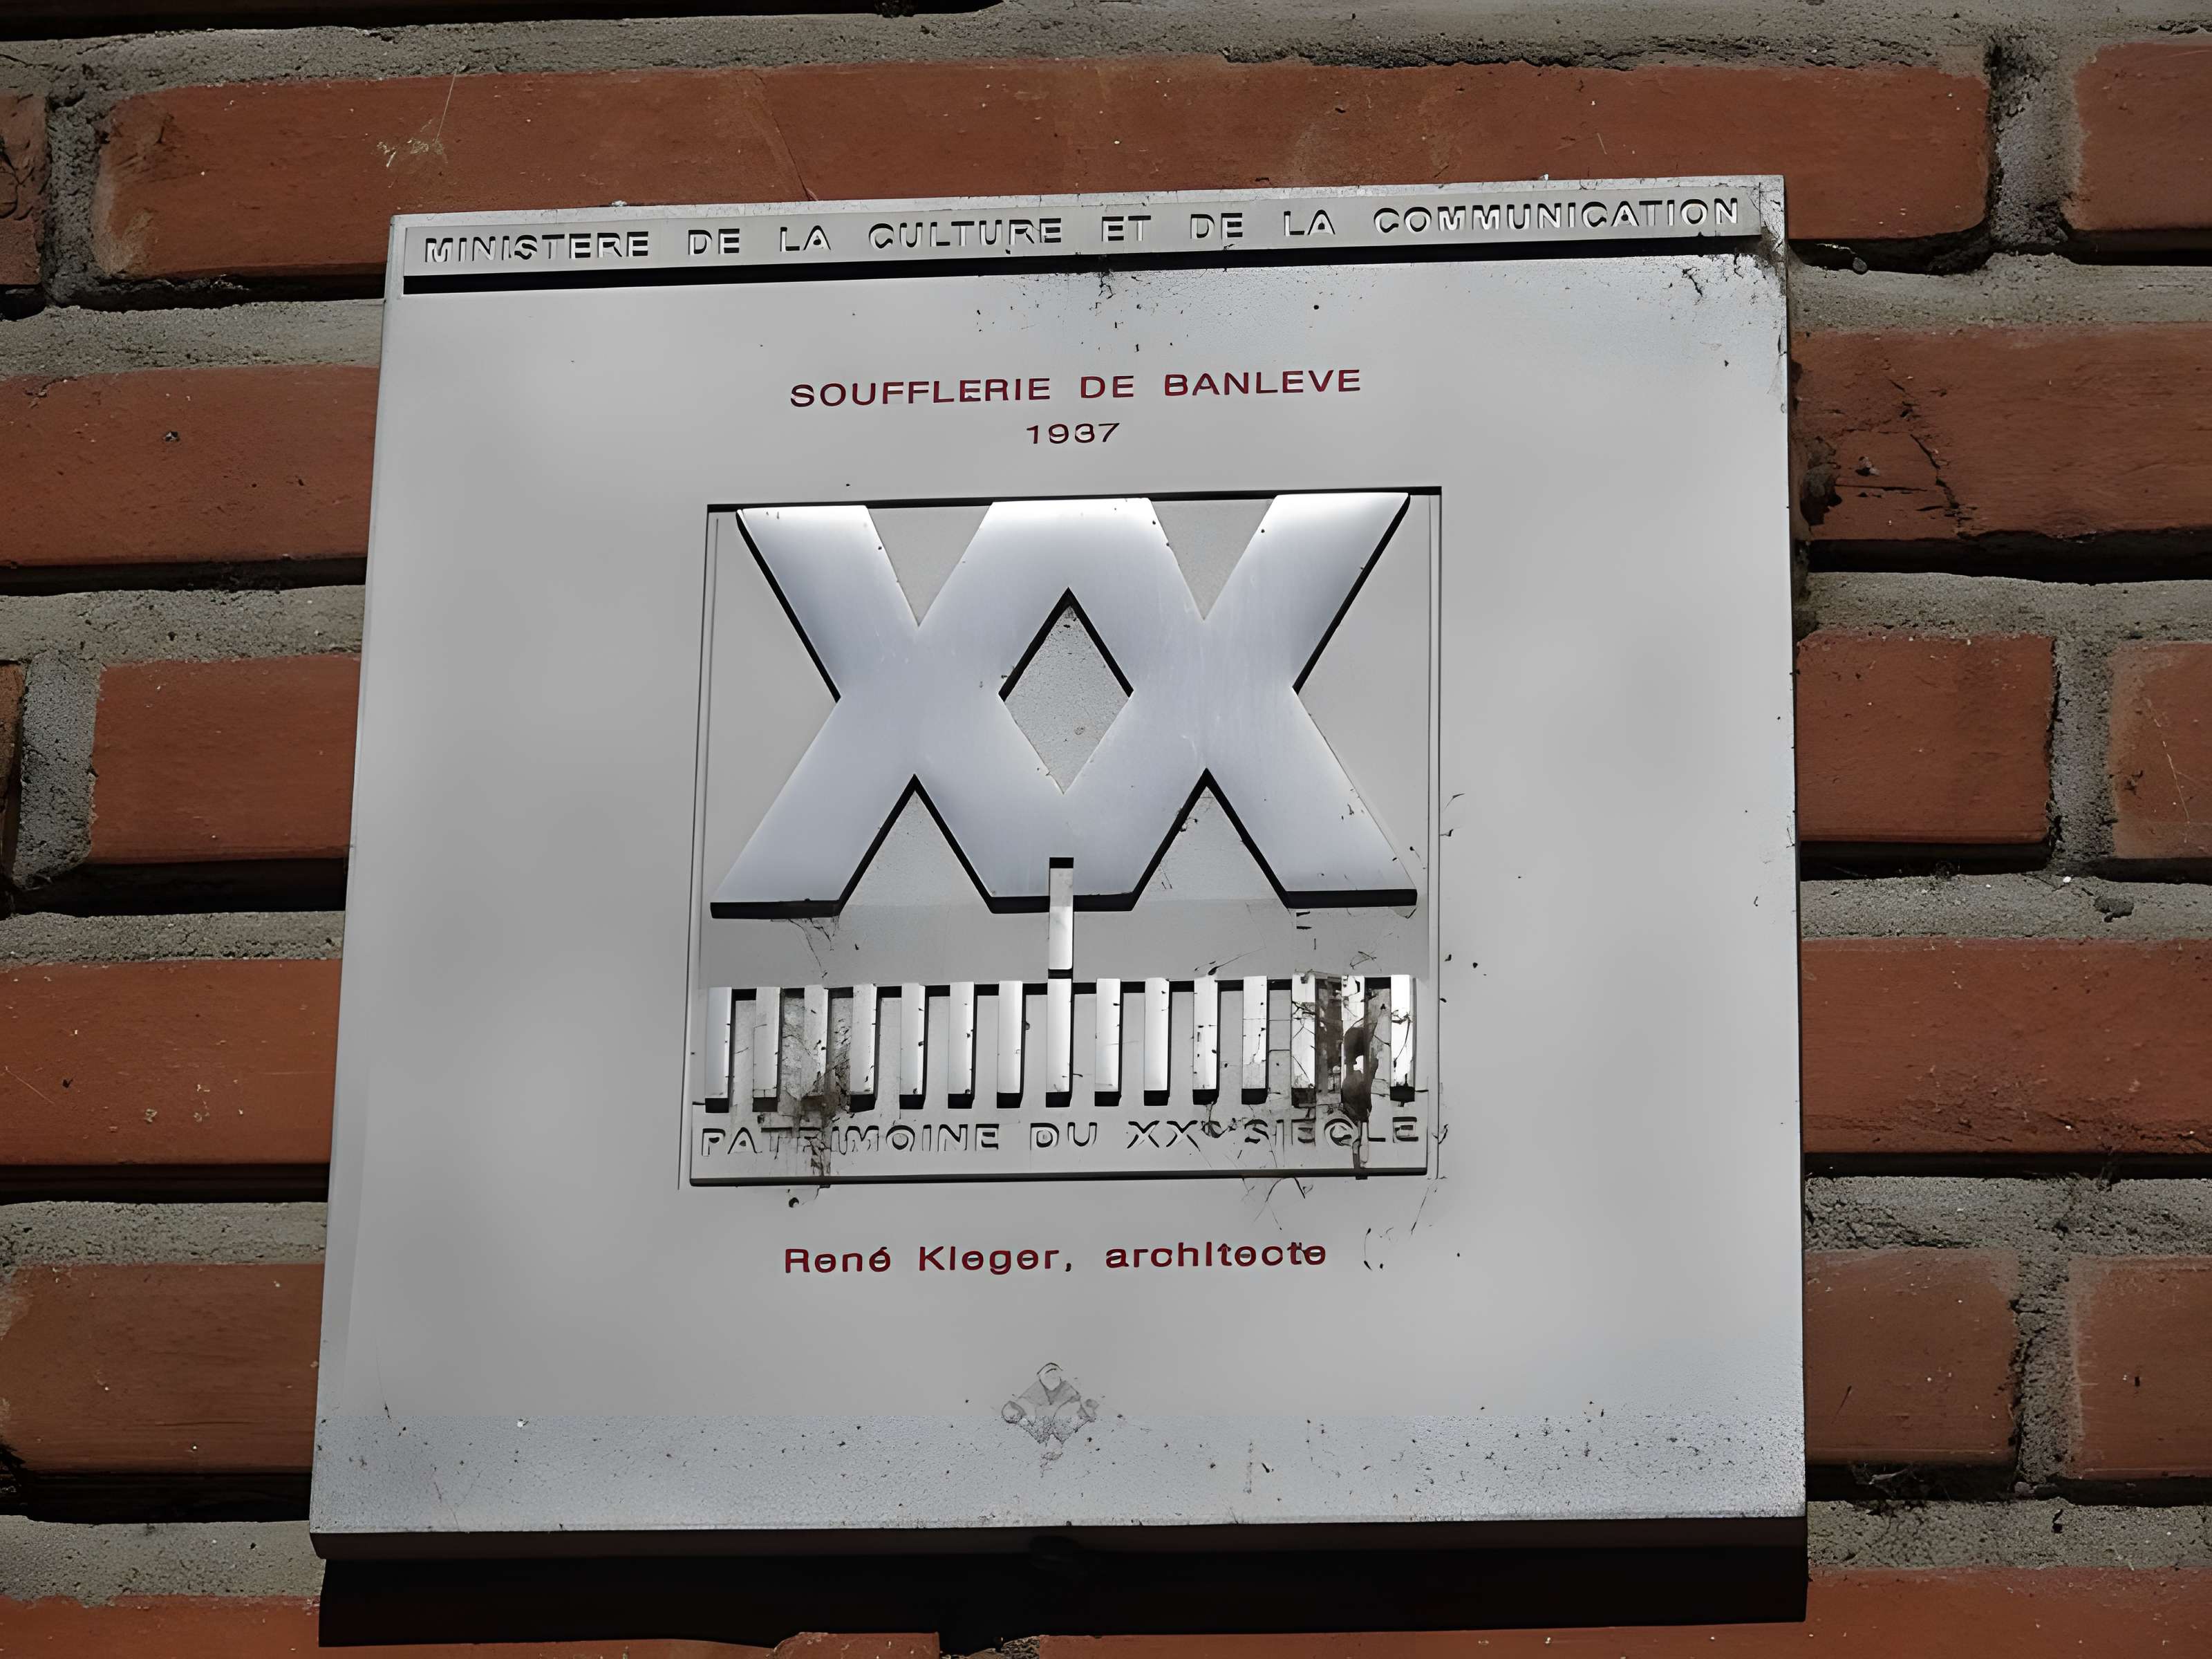 MINISTERE DE LA CULTURE ET DE LA COMMUNICATION
SOUFFLERIE DE BANLEVE
1937
XX
PATRIMOINE DU XXe SIECLE
René Kleger, architecte